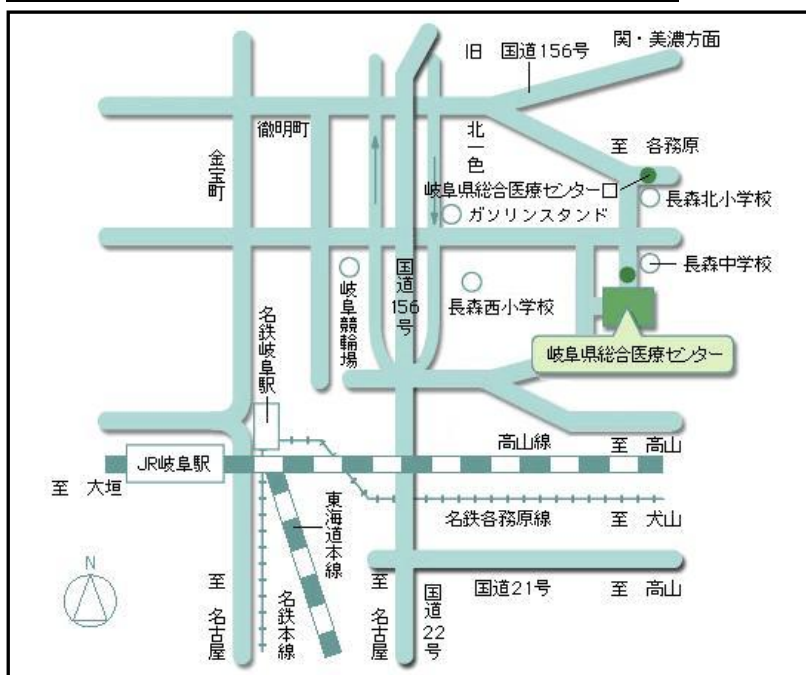 関・美濃方面
旧 国道156号
徹明町
北一色
至 各務原
金宝町
岐阜県総合医療センター口
長森北小学校
ガソリンスタンド
長森中学校
国道156号
岐阜競輪場
長森西小学校
名鉄岐阜駅
岐阜県総合医療センター
高山線
至 高山
JR岐阜駅
至 大垣
東海道本線
名鉄各務原線
至 犬山
N
至 名古屋
名鉄本線
至 名古屋
国道22号
国道21号
至 高山